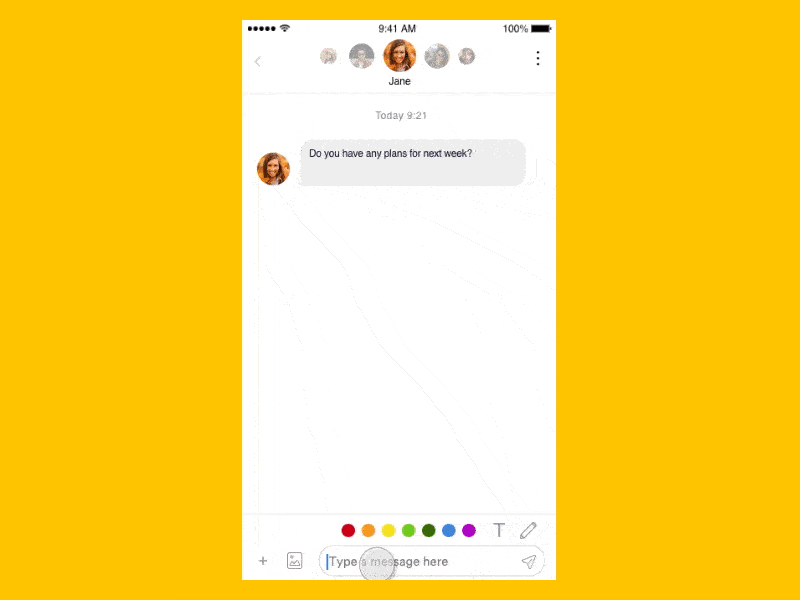 9:41 AM
100%
Jane
Today 9:21
Do you have any plans for next week?
T
Type a message here